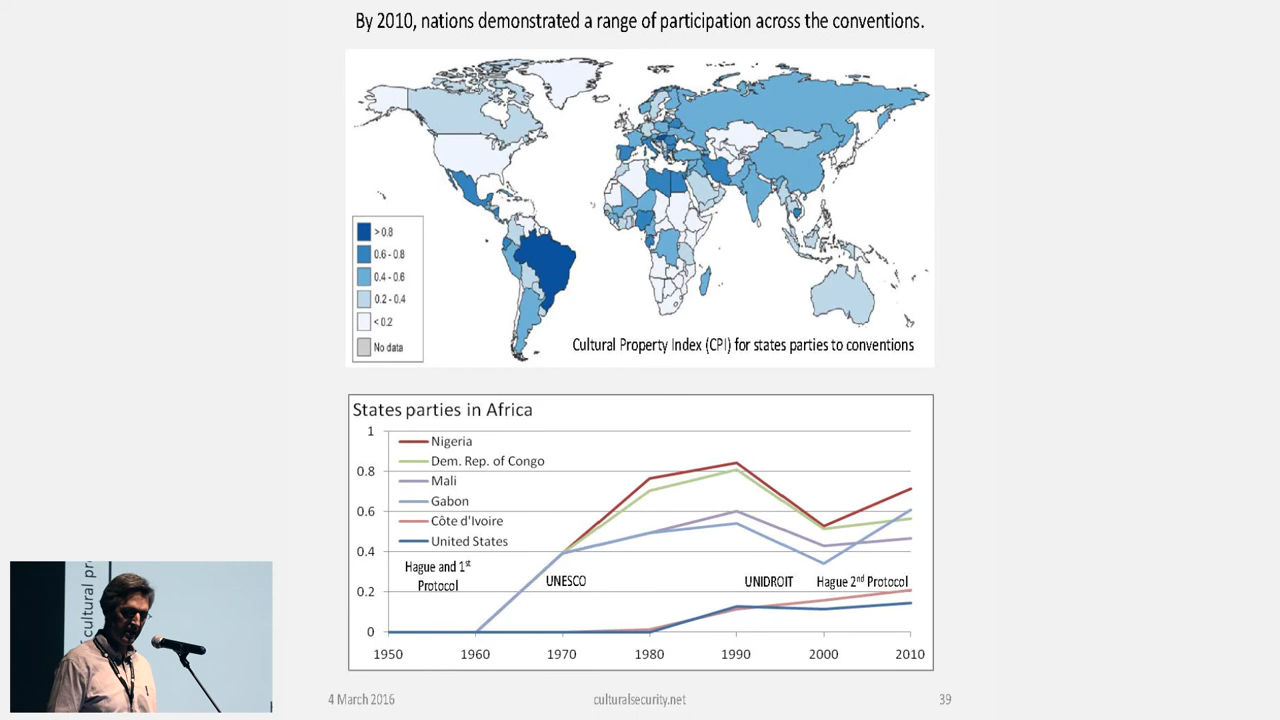 By 2010, nations demonstrated a range of participation across the conventions.
> 0.8
0.6 - 0.8
0.4 - 0.6
0.2 - 0.4
< 0.2
No data
Cultural Property Index (CPI) for states parties to conventions
States parties in Africa
1
0.8
0.6
0.4
0.2
0
Nigeria
Dem. Rep. of Congo
Mali
Gabon
Côte d'Ivoire
United States
Hague and 1st
Protocol
UNESCO
UNIDROIT
Hague 2nd Protocol
1950 1960 1970 1980 1990 2000 2010
cultural pr
4 March 2016 culturalsecurity.net 39